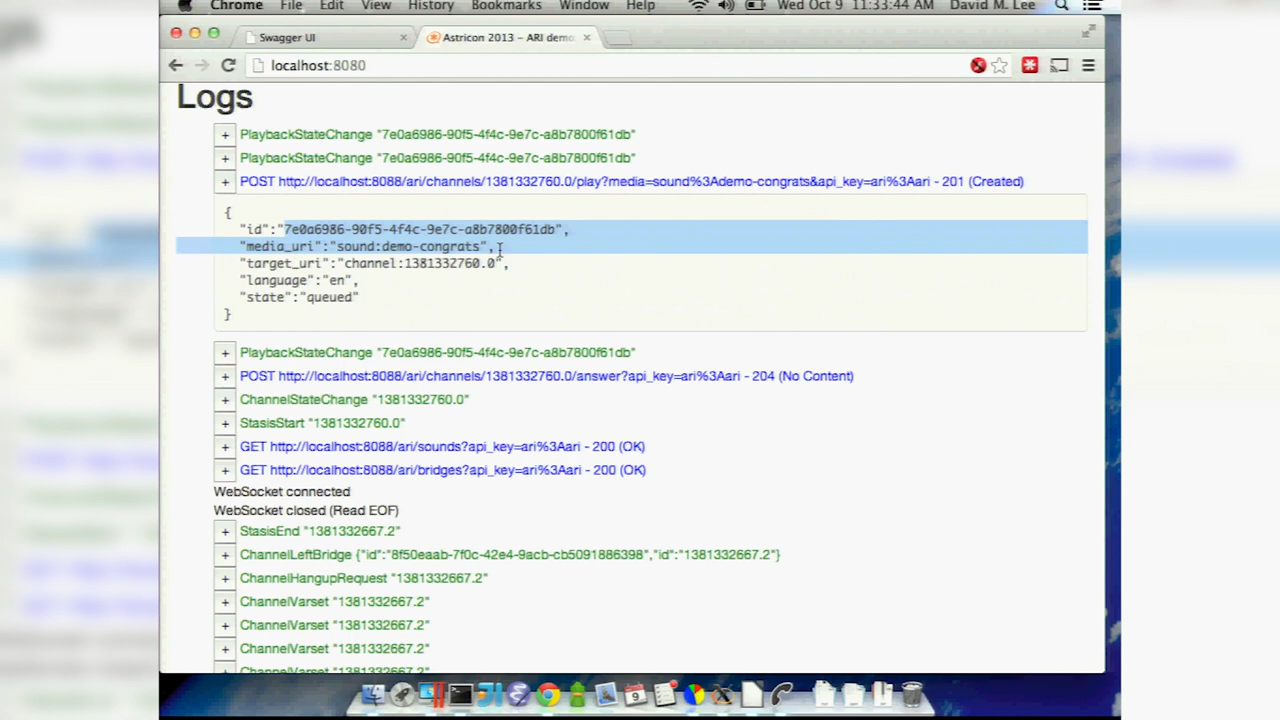 Chrome File Edit View History Bookmarks Window Help Wed Oct 9 11:33:44 AM David M. Lee
Swagger UI × Astricon 2013 – ARI demo ×
localhost:8080
Logs
+ PlaybackStateChange "7e0a6986-90f5-4f4c-9e7c-a8b7800f61db"
+ PlaybackStateChange "7e0a6986-90f5-4f4c-9e7c-a8b7800f61db"
+ POST http://localhost:8088/ari/channels/1381332760.0/play?media=sound%3Ademo-congrats&api_key=ari%3Aari - 201 (Created)
{
"id":"7e0a6986-90f5-4f4c-9e7c-a8b7800f61db",
"media_uri":"sound:demo-congrats",
"target_uri":"channel:1381332760.0",
"language":"en",
"state":"queued"
}
+ PlaybackStateChange "7e0a6986-90f5-4f4c-9e7c-a8b7800f61db"
+ POST http://localhost:8088/ari/channels/1381332760.0/answer?api_key=ari%3Aari - 204 (No Content)
+ ChannelStateChange "1381332760.0"
+ StasisStart "1381332760.0"
+ GET http://localhost:8088/ari/sounds?api_key=ari%3Aari - 200 (OK)
+ GET http://localhost:8088/ari/bridges?api_key=ari%3Aari - 200 (OK)
WebSocket connected
WebSocket closed (Read EOF)
+ StasisEnd "1381332667.2"
+ ChannelLeftBridge {"id":"8f50eaab-7f0c-42e4-9acb-cb5091886398","id":"1381332667.2"}
+ ChannelHangupRequest "1381332667.2"
+ ChannelVarset "1381332667.2"
+ ChannelVarset "1381332667.2"
+ ChannelVarset "1381332667.2"
+ ChannelVarset "1381332667.2"
9